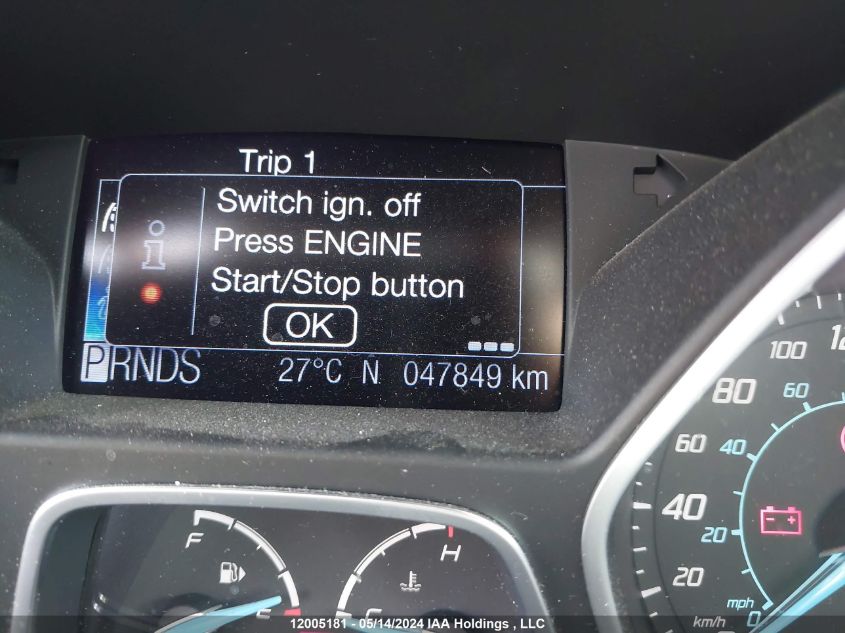 Trip 1
Switch ign. off
Press ENGINE
Start/Stop button
OK
PRNDS 27°C N 047849 km
100
80 60
60 40
40
20
20
mph
km/h 0
F H
E C
12005181 - 05/14/2024 IAA Holdings , LLC